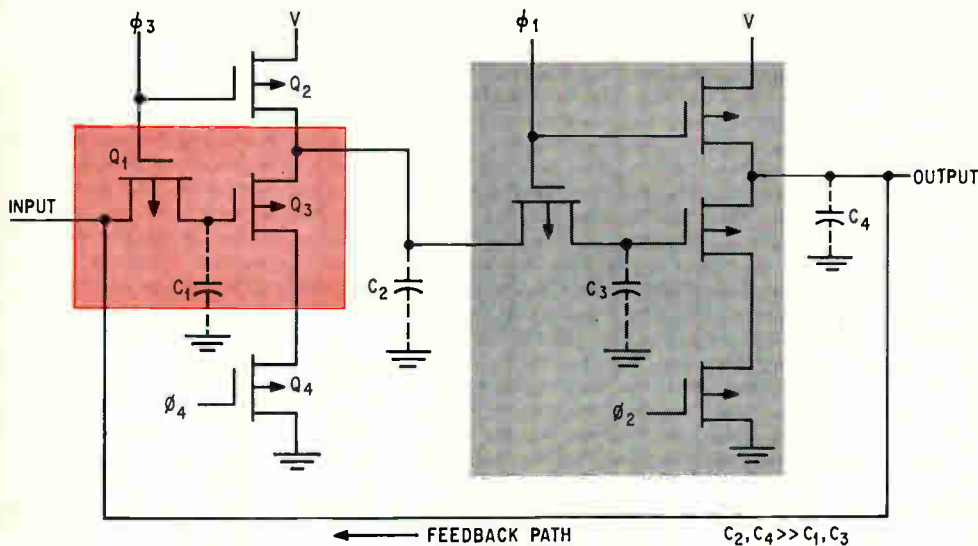 ϕ3
V
ϕ1
V
Q2
Q1
Q3
INPUT
OUTPUT
C4
C1
C2
C3
Q4
ϕ4
ϕ2
FEEDBACK PATH
C2, C4 >> C1, C3